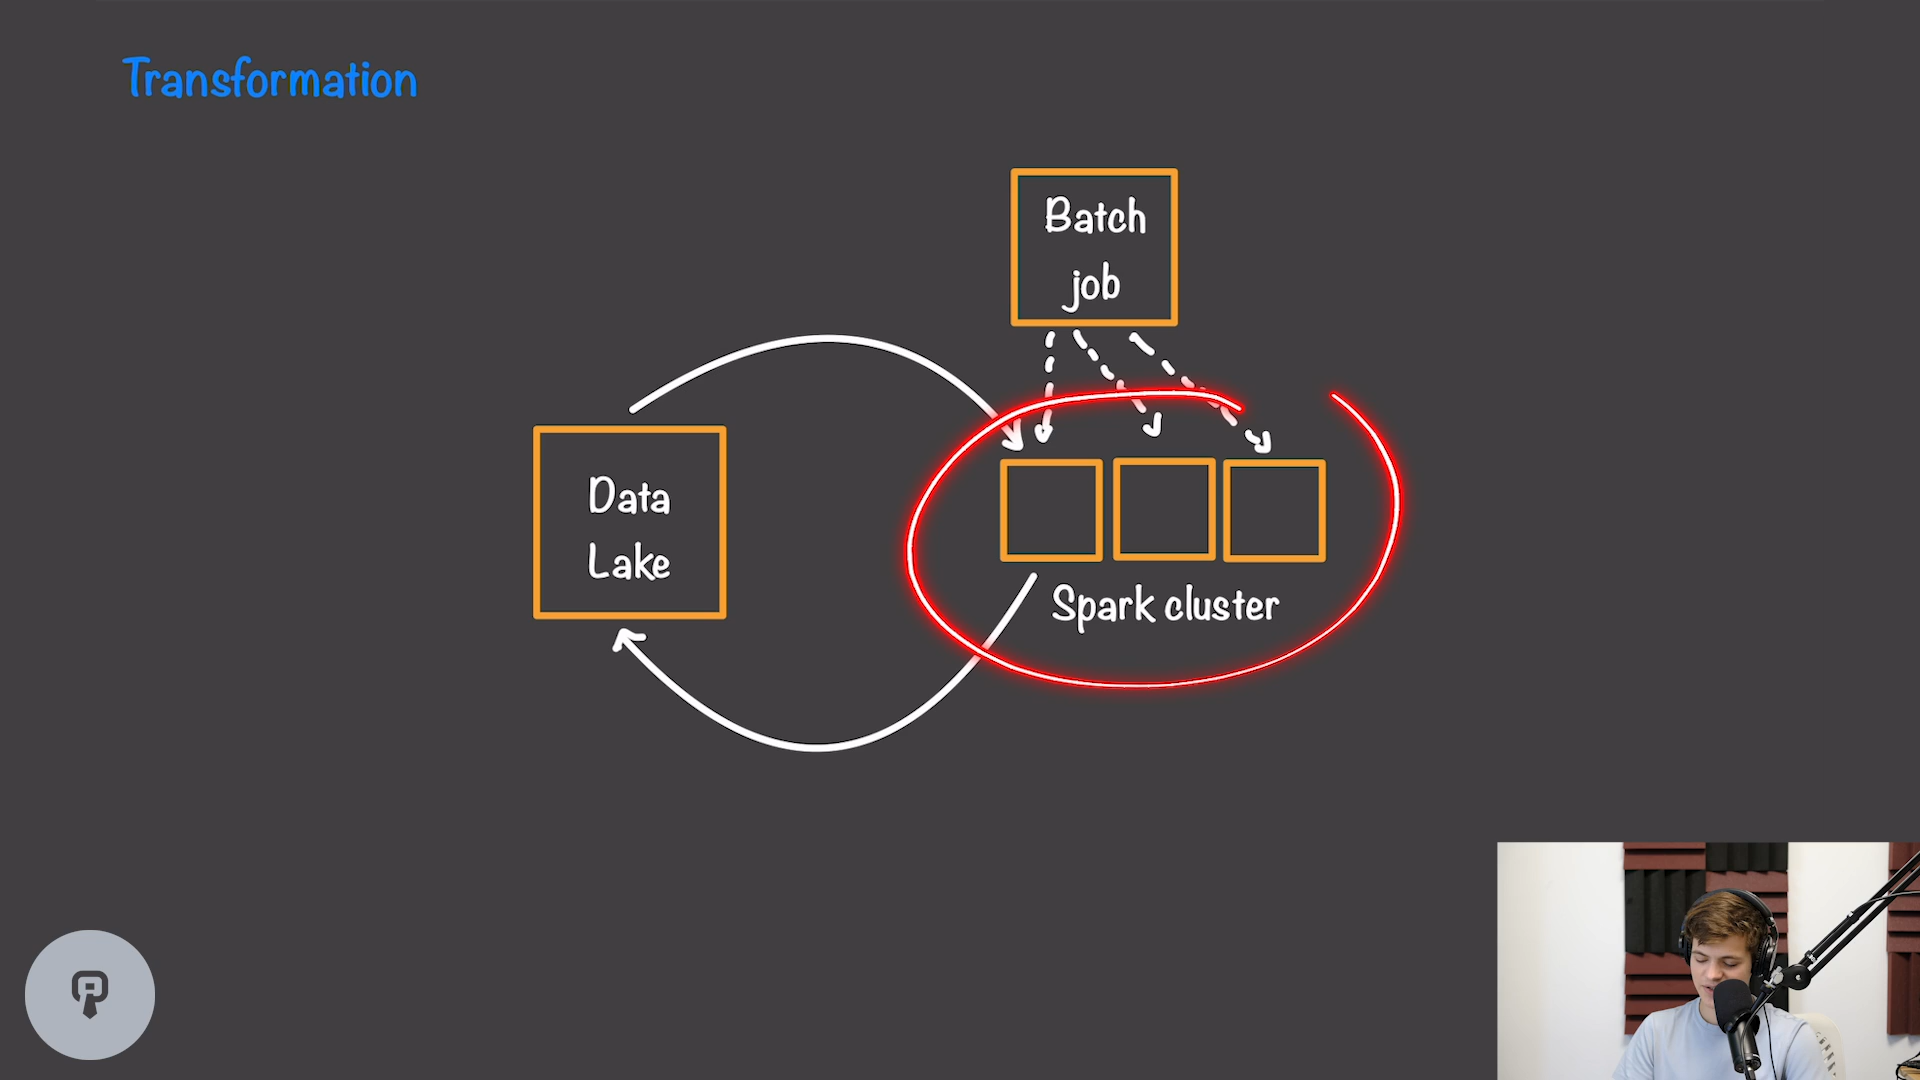 Transformation
Batch
job
Data
Lake
Spark cluster